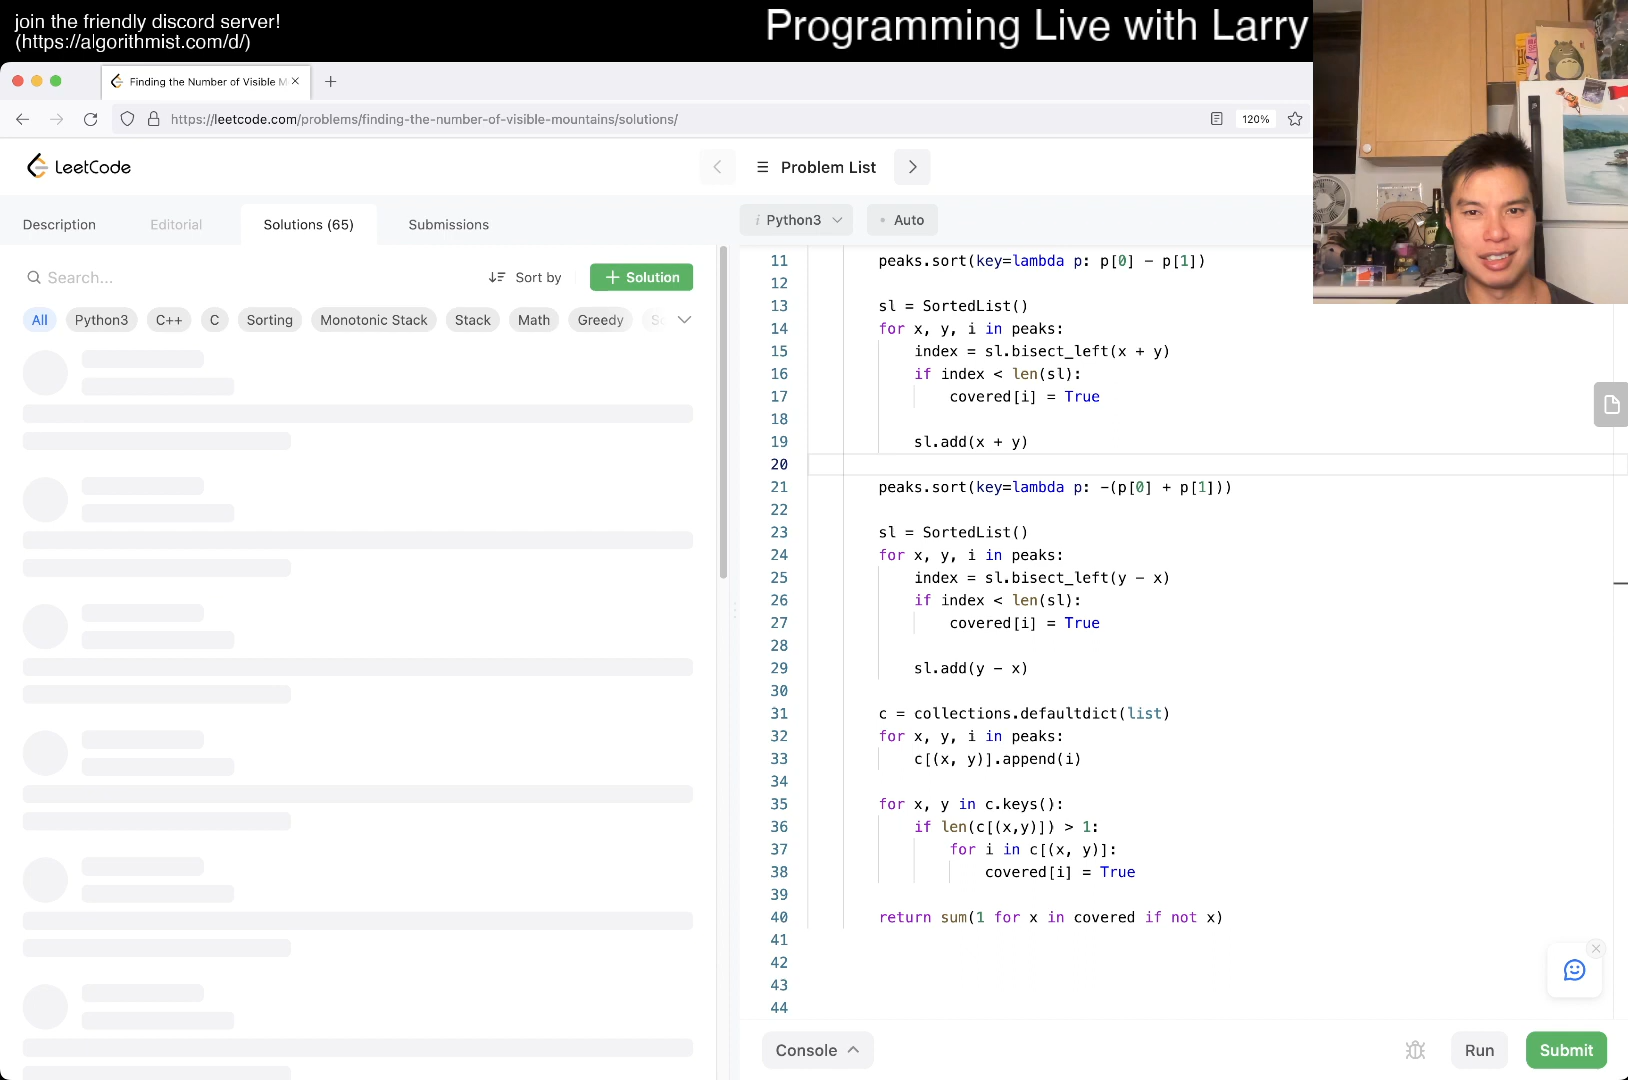 join the friendly discord server!
(https://algorithmist.com/d/)
Programming Live with Larry
Finding the Number of Visible M
https://leetcode.com/problems/finding-the-number-of-visible-mountains/solutions/
120%
LeetCode
Problem List
Description
Editorial
Solutions (65)
Submissions
i Python3
Auto
Search...
Sort by
Solution
All
Python3
C++
C
Sorting
Monotonic Stack
Stack
Math
Greedy
11 peaks.sort(key=lambda p: p[0] - p[1])
12
13 sl = SortedList()
14 for x, y, i in peaks:
15 index = sl.bisect_left(x + y)
16 if index < len(sl):
17 covered[i] = True
18
19 sl.add(x + y)
20
21 peaks.sort(key=lambda p: -(p[0] + p[1]))
22
23 sl = SortedList()
24 for x, y, i in peaks:
25 index = sl.bisect_left(y - x)
26 if index < len(sl):
27 covered[i] = True
28
29 sl.add(y - x)
30
31 c = collections.defaultdict(list)
32 for x, y, i in peaks:
33 c[(x, y)].append(i)
34
35 for x, y in c.keys():
36 if len(c[(x,y)]) > 1:
37 for i in c[(x, y)]:
38 covered[i] = True
39
40 return sum(1 for x in covered if not x)
41
42
43
44
Console
Run
Submit